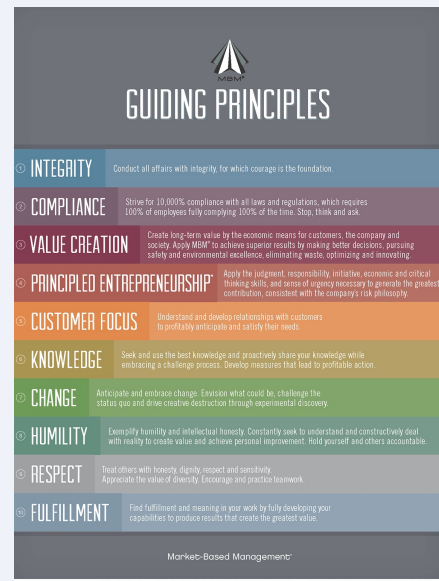 MBM®
GUIDING PRINCIPLES
1 INTEGRITY
Conduct all affairs with integrity, for which courage is the foundation.
2 COMPLIANCE
Strive for 10,000% compliance with all laws and regulations, which requires
100% of employees fully complying 100% of the time. Stop, think and ask.
3 VALUE CREATION
Create long-term value by the economic means for customers, the company and
society. Apply MBM® to achieve superior results by making better decisions, pursuing
safety and environmental excellence, eliminating waste, optimizing and innovating.
4 PRINCIPLED ENTREPRENEURSHIP®
Apply the judgment, responsibility, initiative, economic and critical
thinking skills, and sense of urgency necessary to generate the greatest
contribution, consistent with the company's risk philosophy.
5 CUSTOMER FOCUS
Understand and develop relationships with customers
to profitably anticipate and satisfy their needs.
6 KNOWLEDGE
Seek and use the best knowledge and proactively share your knowledge while
embracing a challenge process. Develop measures that lead to profitable action.
7 CHANGE
Anticipate and embrace change. Envision what could be, challenge the
status quo and drive creative destruction through experimental discovery.
8 HUMILITY
Exemplify humility and intellectual honesty. Constantly seek to understand and constructively deal
with reality to create value and achieve personal improvement. Hold yourself and others accountable.
9 RESPECT
Treat others with honesty, dignity, respect and sensitivity.
Appreciate the value of diversity. Encourage and practice teamwork.
10 FULFILLMENT
Find fulfillment and meaning in your work by fully developing your
capabilities to produce results that create the greatest value.
Market-Based Management®